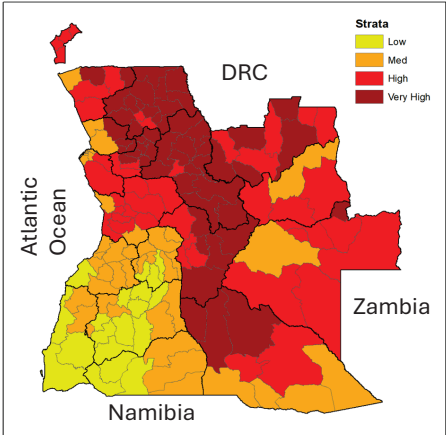 Strata
Low
Med
High
Very High
DRC
Atlantic
Ocean
Zambia
Namibia